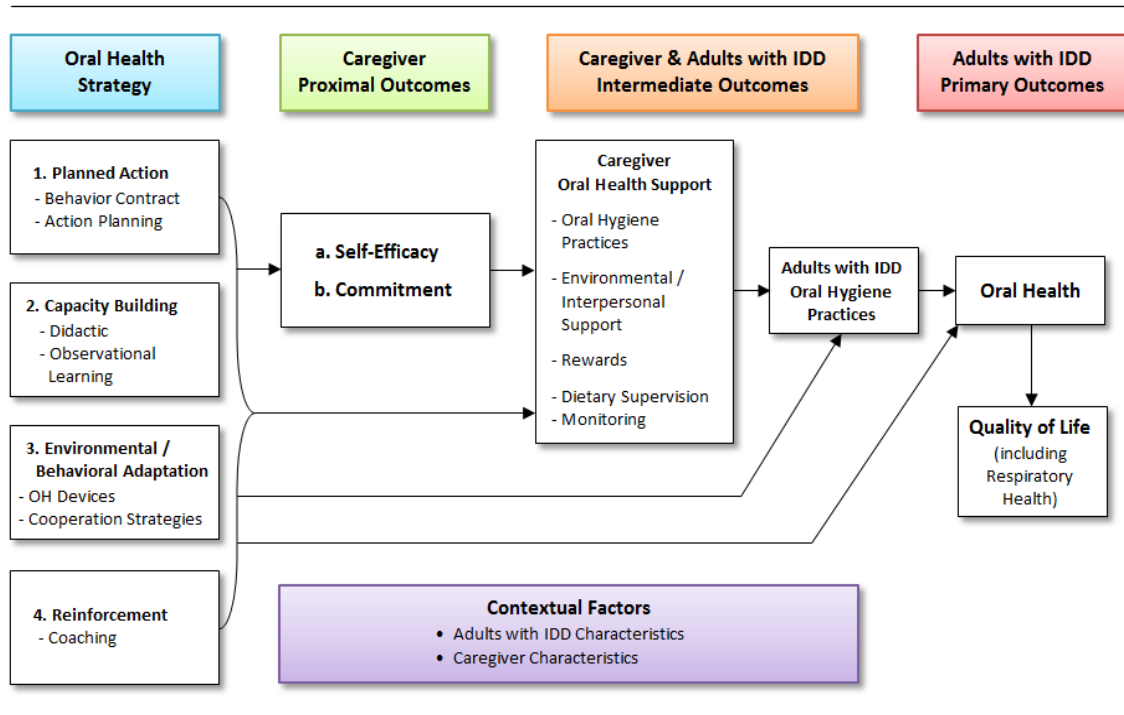 Oral Health
Strategy
Caregiver
Proximal Outcomes
Caregiver & Adults with IDD
Intermediate Outcomes
Adults with IDD
Primary Outcomes
1. Planned Action
- Behavior Contract
- Action Planning
2. Capacity Building
- Didactic
- Observational
Learning
3. Environmental /
Behavioral Adaptation
- OH Devices
- Cooperation Strategies
4. Reinforcement
- Coaching
a. Self-Efficacy
b. Commitment
Caregiver
Oral Health Support
- Oral Hygiene
Practices
- Environmental /
Interpersonal
Support
- Rewards
- Dietary Supervision
- Monitoring
Adults with IDD
Oral Hygiene
Practices
Oral Health
Quality of Life
(including
Respiratory
Health)
Contextual Factors
• Adults with IDD Characteristics
• Caregiver Characteristics